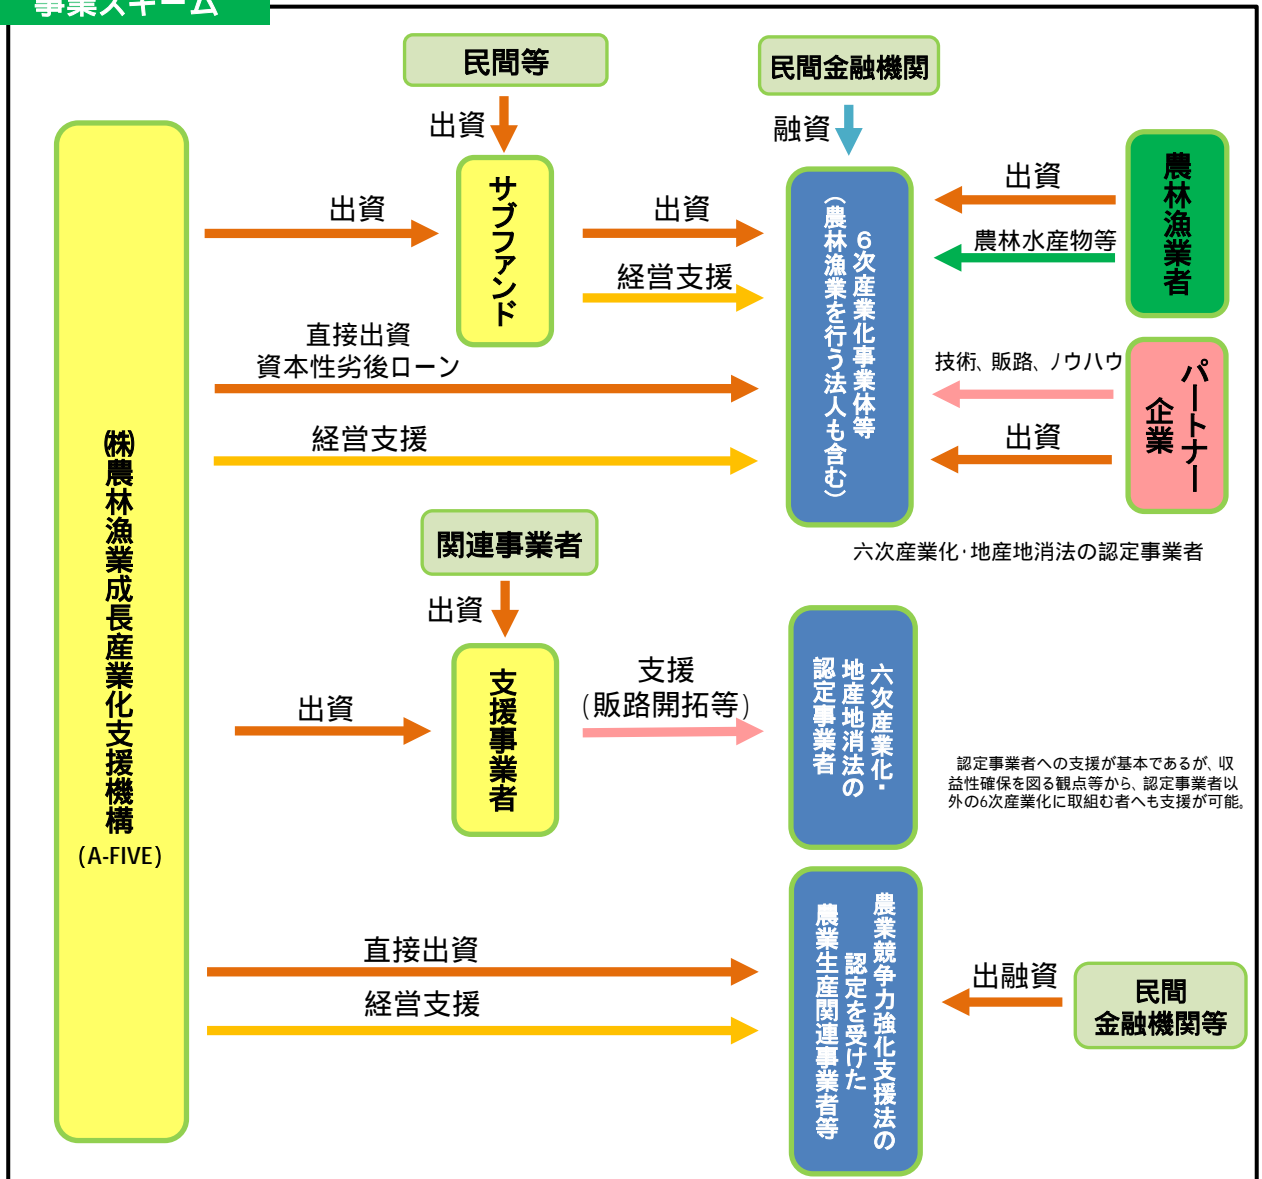 事業スキーム
民間等
民間金融機関
出資
融資
㈱農林漁業成長産業化支援機構
(A-FIVE)
出資
サブファンド
出資
経営支援
直接出資
資本性劣後ローン
経営支援
6次産業化事業体等
(農林漁業を行う法人も含む)
出資
農林水産物等
農林漁業者
技術、販路、ノウハウ
出資
パートナー
企業
六次産業化・地産地消法の認定事業者
関連事業者
出資
出資
支援事業者
支援
(販路開拓等)
六次産業化・
地産地消法の
認定事業者
認定事業者への支援が基本であるが、収
益性確保を図る観点等から、認定事業者以
外の6次産業化に取組む者へも支援が可能。
直接出資
経営支援
農業競争力強化支援法の
認定を受けた
農業生産関連事業者等
出融資
民間
金融機関等